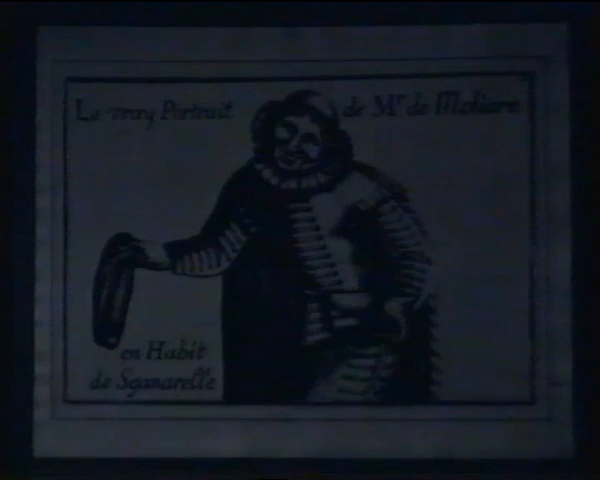 Le vray Portrait de Mr de Moliere
en Habit
de Sganarelle